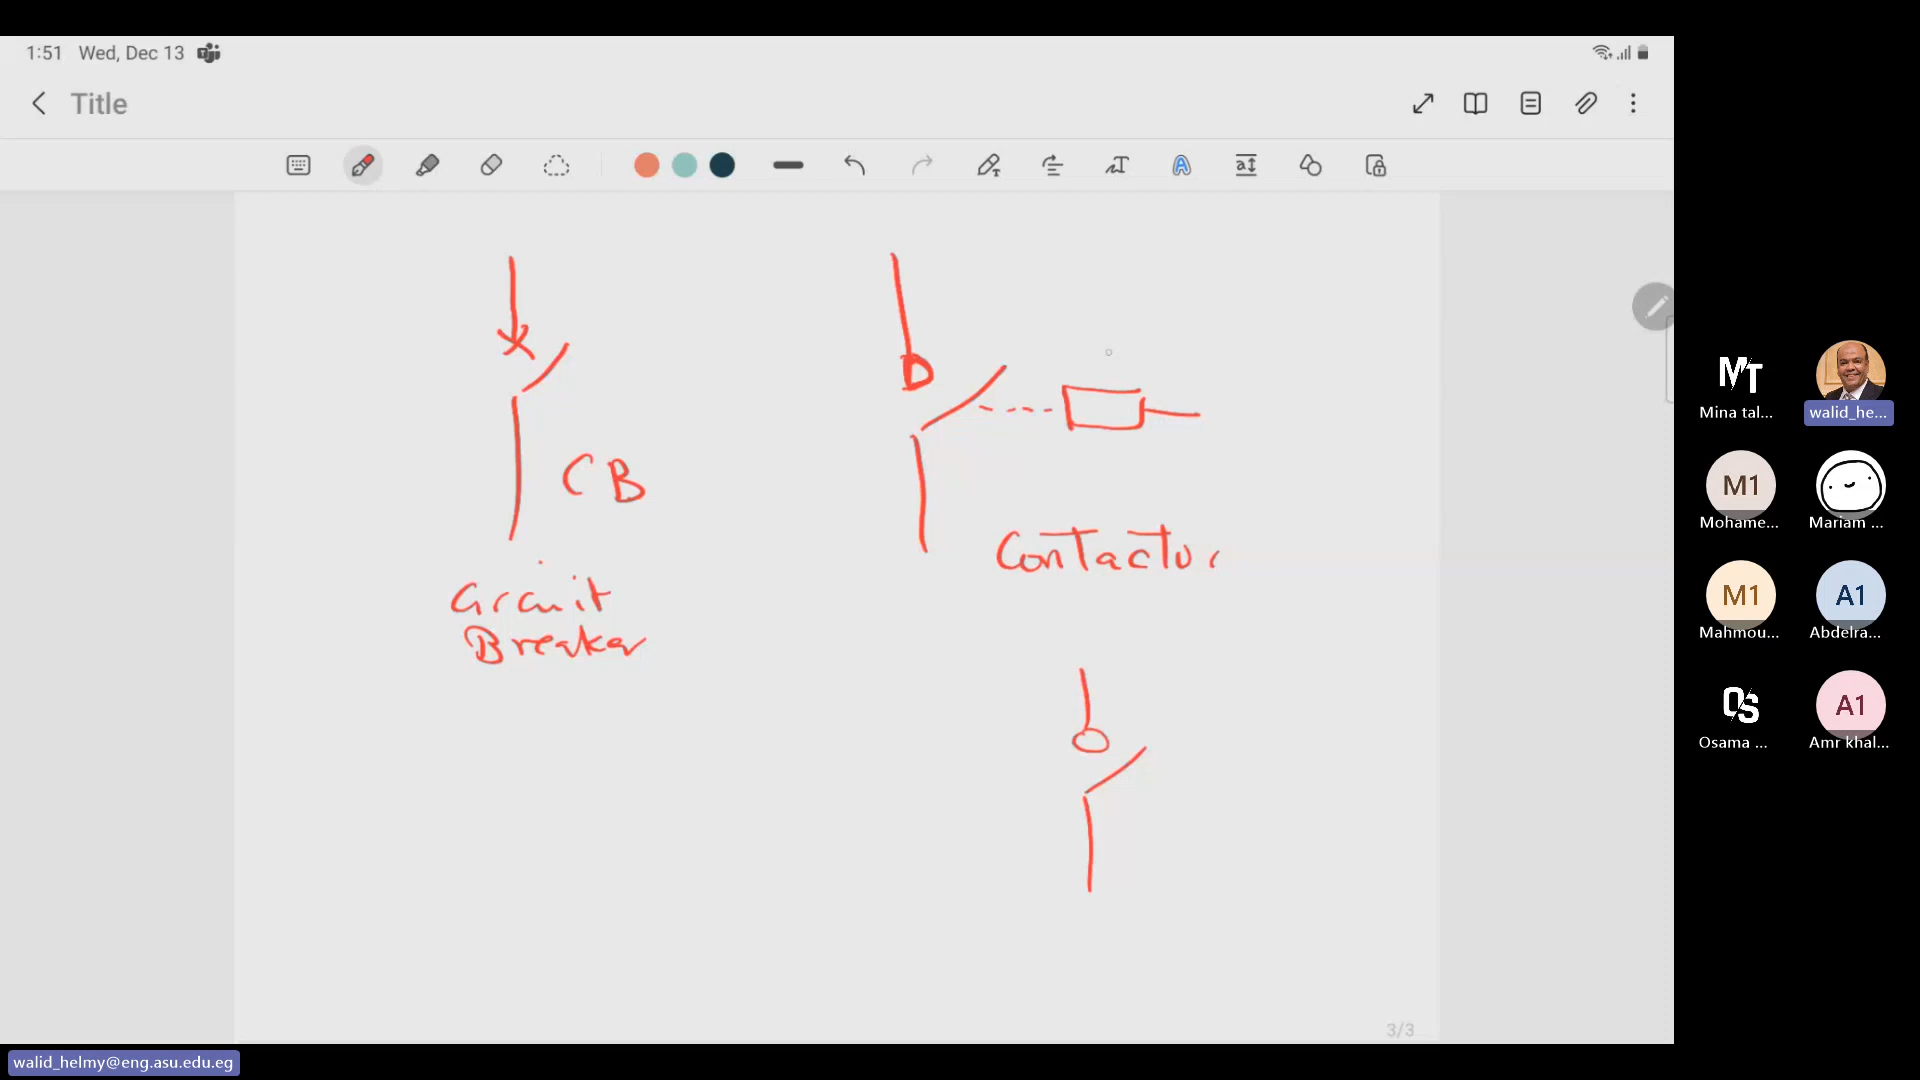 1:51 Wed, Dec 13
Title
CB
Circuit
Breaker
Contactor
3/3
MT
Mina tal...
walid_he...
M1
Mohame...
Mariam ...
M1
Mahmou...
A1
Abdelra...
OS
Osama ...
A1
Amr khal...
walid_helmy@eng.asu.edu.eg